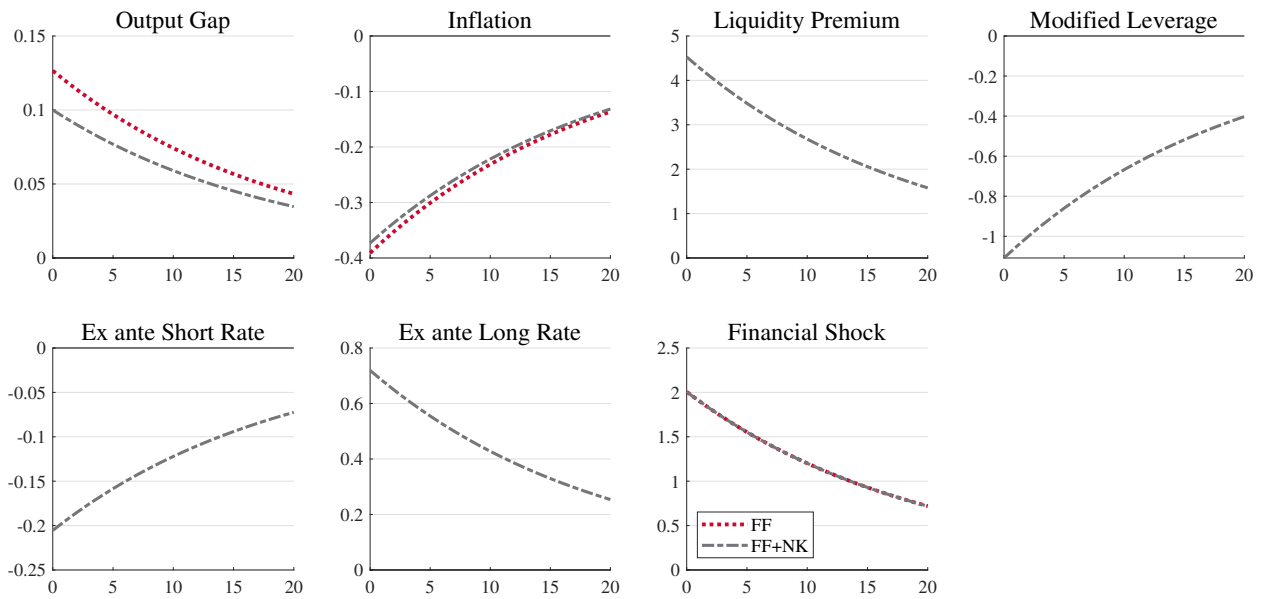 Output Gap
0.15
0.1
0.05
0
0 5 10 15 20
Inflation
0
-0.1
-0.2
-0.3
-0.4
0 5 10 15 20
Liquidity Premium
5
4
3
2
1
0
0 5 10 15 20
Modified Leverage
0
-0.2
-0.4
-0.6
-0.8
-1
0 5 10 15 20
Ex ante Short Rate
0
-0.05
-0.1
-0.15
-0.2
-0.25
0 5 10 15 20
Ex ante Long Rate
0.8
0.6
0.4
0.2
0
0 5 10 15 20
Financial Shock
2.5
2
1.5
1
0.5
0
0 5 10 15 20
FF
FF+NK